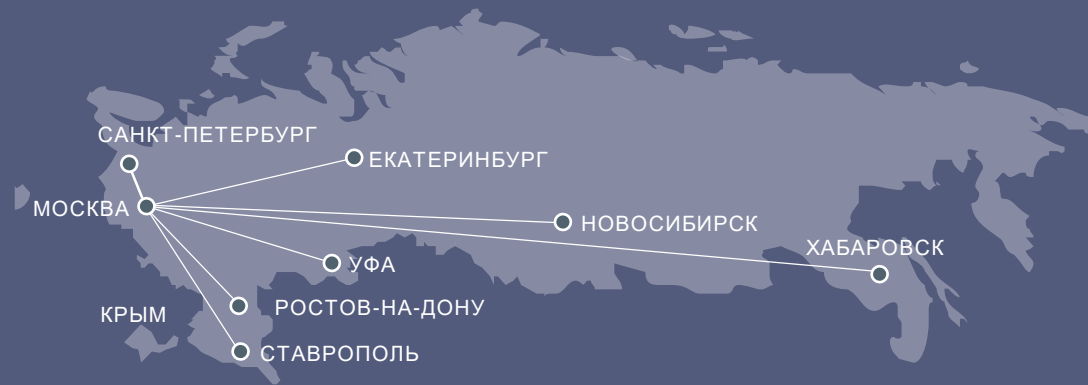 САНКТ-ПЕТЕРБУРГ
ЕКАТЕРИНБУРГ
МОСКВА
НОВОСИБИРСК
ХАБАРОВСК
УФА
РОСТОВ-НА-ДОНУ
КРЫМ
СТАВРОПОЛЬ